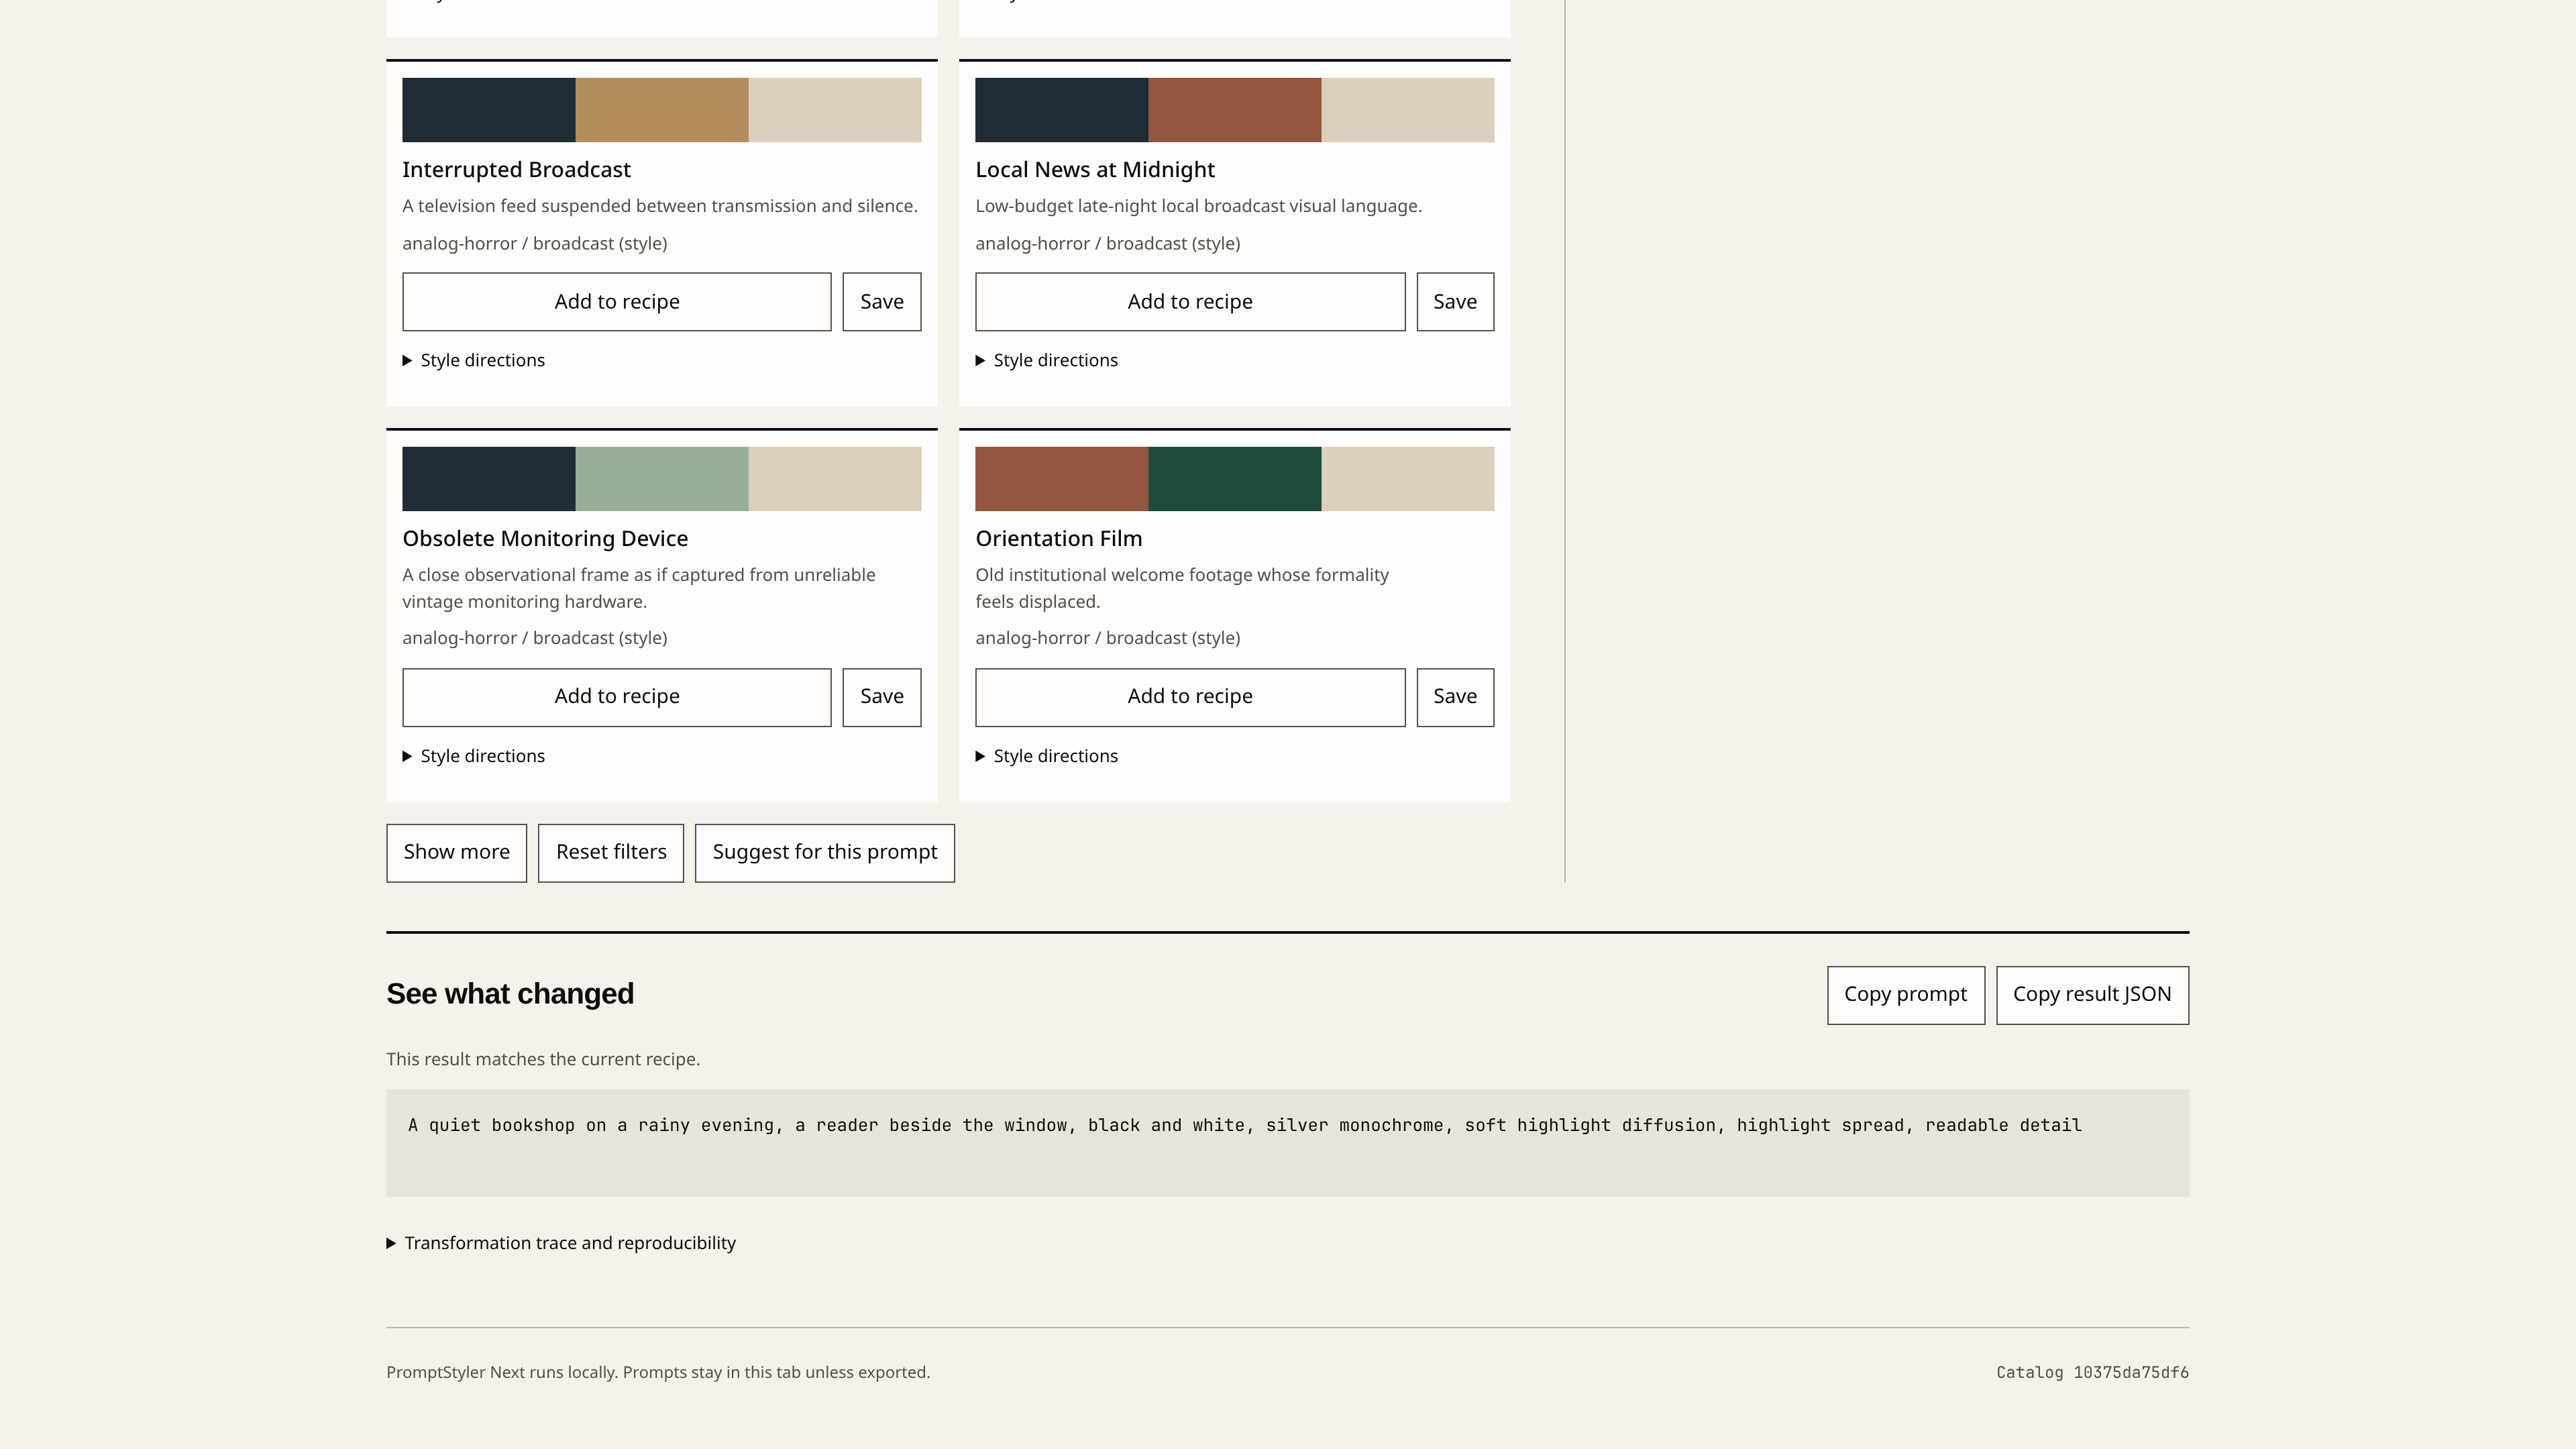 Interrupted Broadcast
A television feed suspended between transmission and silence.
analog-horror / broadcast (style)
Add to recipe
Save
Style directions
Local News at Midnight
Low-budget late-night local broadcast visual language.
analog-horror / broadcast (style)
Add to recipe
Save
Style directions
Obsolete Monitoring Device
A close observational frame as if captured from unreliable
vintage monitoring hardware.
analog-horror / broadcast (style)
Add to recipe
Save
Style directions
Orientation Film
Old institutional welcome footage whose formality
feels displaced.
analog-horror / broadcast (style)
Add to recipe
Save
Style directions
Show more
Reset filters
Suggest for this prompt
See what changed
Copy prompt
Copy result JSON
This result matches the current recipe.
A quiet bookshop on a rainy evening, a reader beside the window, black and white, silver monochrome, soft highlight diffusion, highlight spread, readable detail
Transformation trace and reproducibility
PromptStyler Next runs locally. Prompts stay in this tab unless exported.
Catalog 10375da75df6